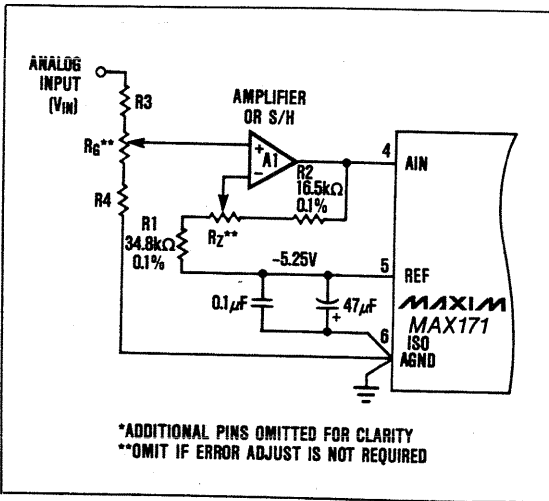 ANALOG
INPUT
(VIN)
R3
RG**
R4
AMPLIFIER
OR S/H
+
A1
−
R2
16.5kΩ
0.1%
R1
34.8kΩ
0.1%
RZ**
−5.25V
0.1µF
47µF
+
4
AIN
5
REF
MAXIM
MAX171
6
ISO
AGND
*ADDITIONAL PINS OMITTED FOR CLARITY
**OMIT IF ERROR ADJUST IS NOT REQUIRED